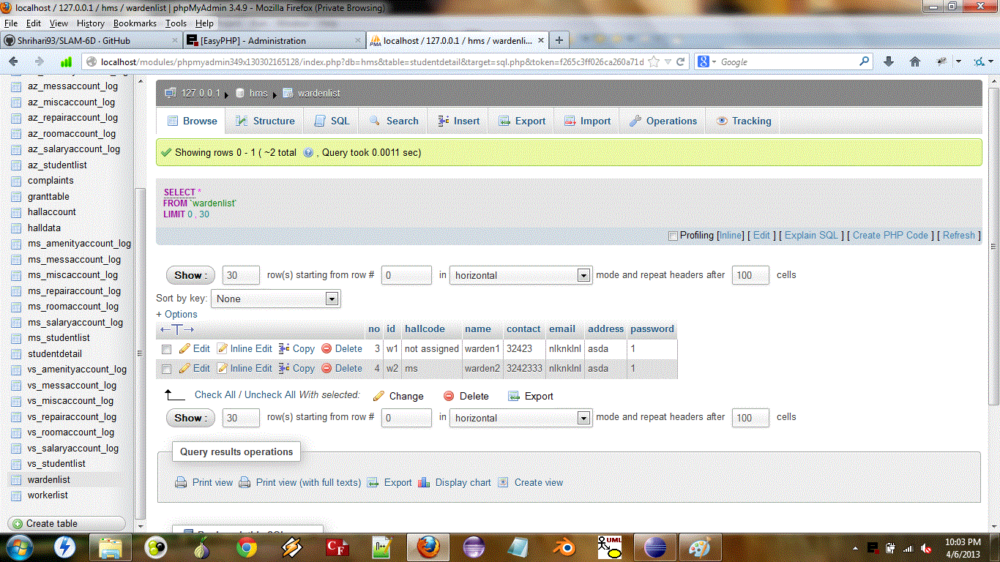 localhost / 127.0.0.1 / hms / wardenlist | phpMyAdmin 3.4.9 - Mozilla Firefox (Private Browsing)
File Edit View History Bookmarks Tools Help
Shrihari93/SLAM-6D · GitHub × [EasyPHP] - Administration × localhost / 127.0.0.1 / hms / wardenli... ×
localhost/modules/phpmyadmin349x130302165128/index.php?db=hms&table=studentdetail&target=sql.php&token=f265c3ff026ca260a71d
Google
az_messaccount_log
az_miscaccount_log
az_repairaccount_log
az_roomaccount_log
az_salaryaccount_log
az_studentlist
complaints
granttable
hallaccount
halldata
ms_amenityaccount_log
ms_messaccount_log
ms_miscaccount_log
ms_repairaccount_log
ms_roomaccount_log
ms_salaryaccount_log
ms_studentlist
studentdetail
vs_amenityaccount_log
vs_messaccount_log
vs_miscaccount_log
vs_repairaccount_log
vs_roomaccount_log
vs_salaryaccount_log
vs_studentlist
wardenlist
workerlist
Create table
127.0.0.1 hms wardenlist
Browse Structure SQL Search Insert Export Import Operations Tracking
Showing rows 0 - 1 ( ~2 total , Query took 0.0011 sec)
SELECT *
FROM `wardenlist`
LIMIT 0 , 30
Profiling [Inline] [ Edit ] [ Explain SQL ] [ Create PHP Code ] [ Refresh ]
Show : 30 row(s) starting from row # 0 in horizontal mode and repeat headers after 100 cells
Sort by key: None
+ Options
no id hallcode name contact email address password
Edit Inline Edit Copy Delete 3 w1 not assigned warden1 32423 nlknklnl asda 1
Edit Inline Edit Copy Delete 4 w2 ms warden2 3242333 nlknklnl asda 1
Check All / Uncheck All With selected: Change Delete Export
Show : 30 row(s) starting from row # 0 in horizontal mode and repeat headers after 100 cells
Query results operations
Print view Print view (with full texts) Export Display chart Create view
10:03 PM
4/6/2013